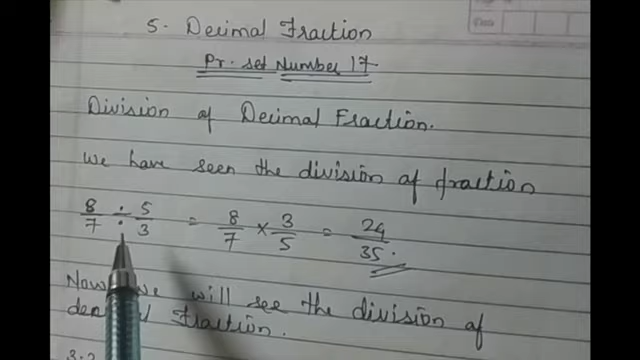 5. Decimal Fraction
Pr. set Number 17
Division of Decimal Fraction.
We have seen the division of fraction
8/7 ÷ 5/3 = 8/7 × 3/5 = 24/35.
Now we will see the division of
Fraction.